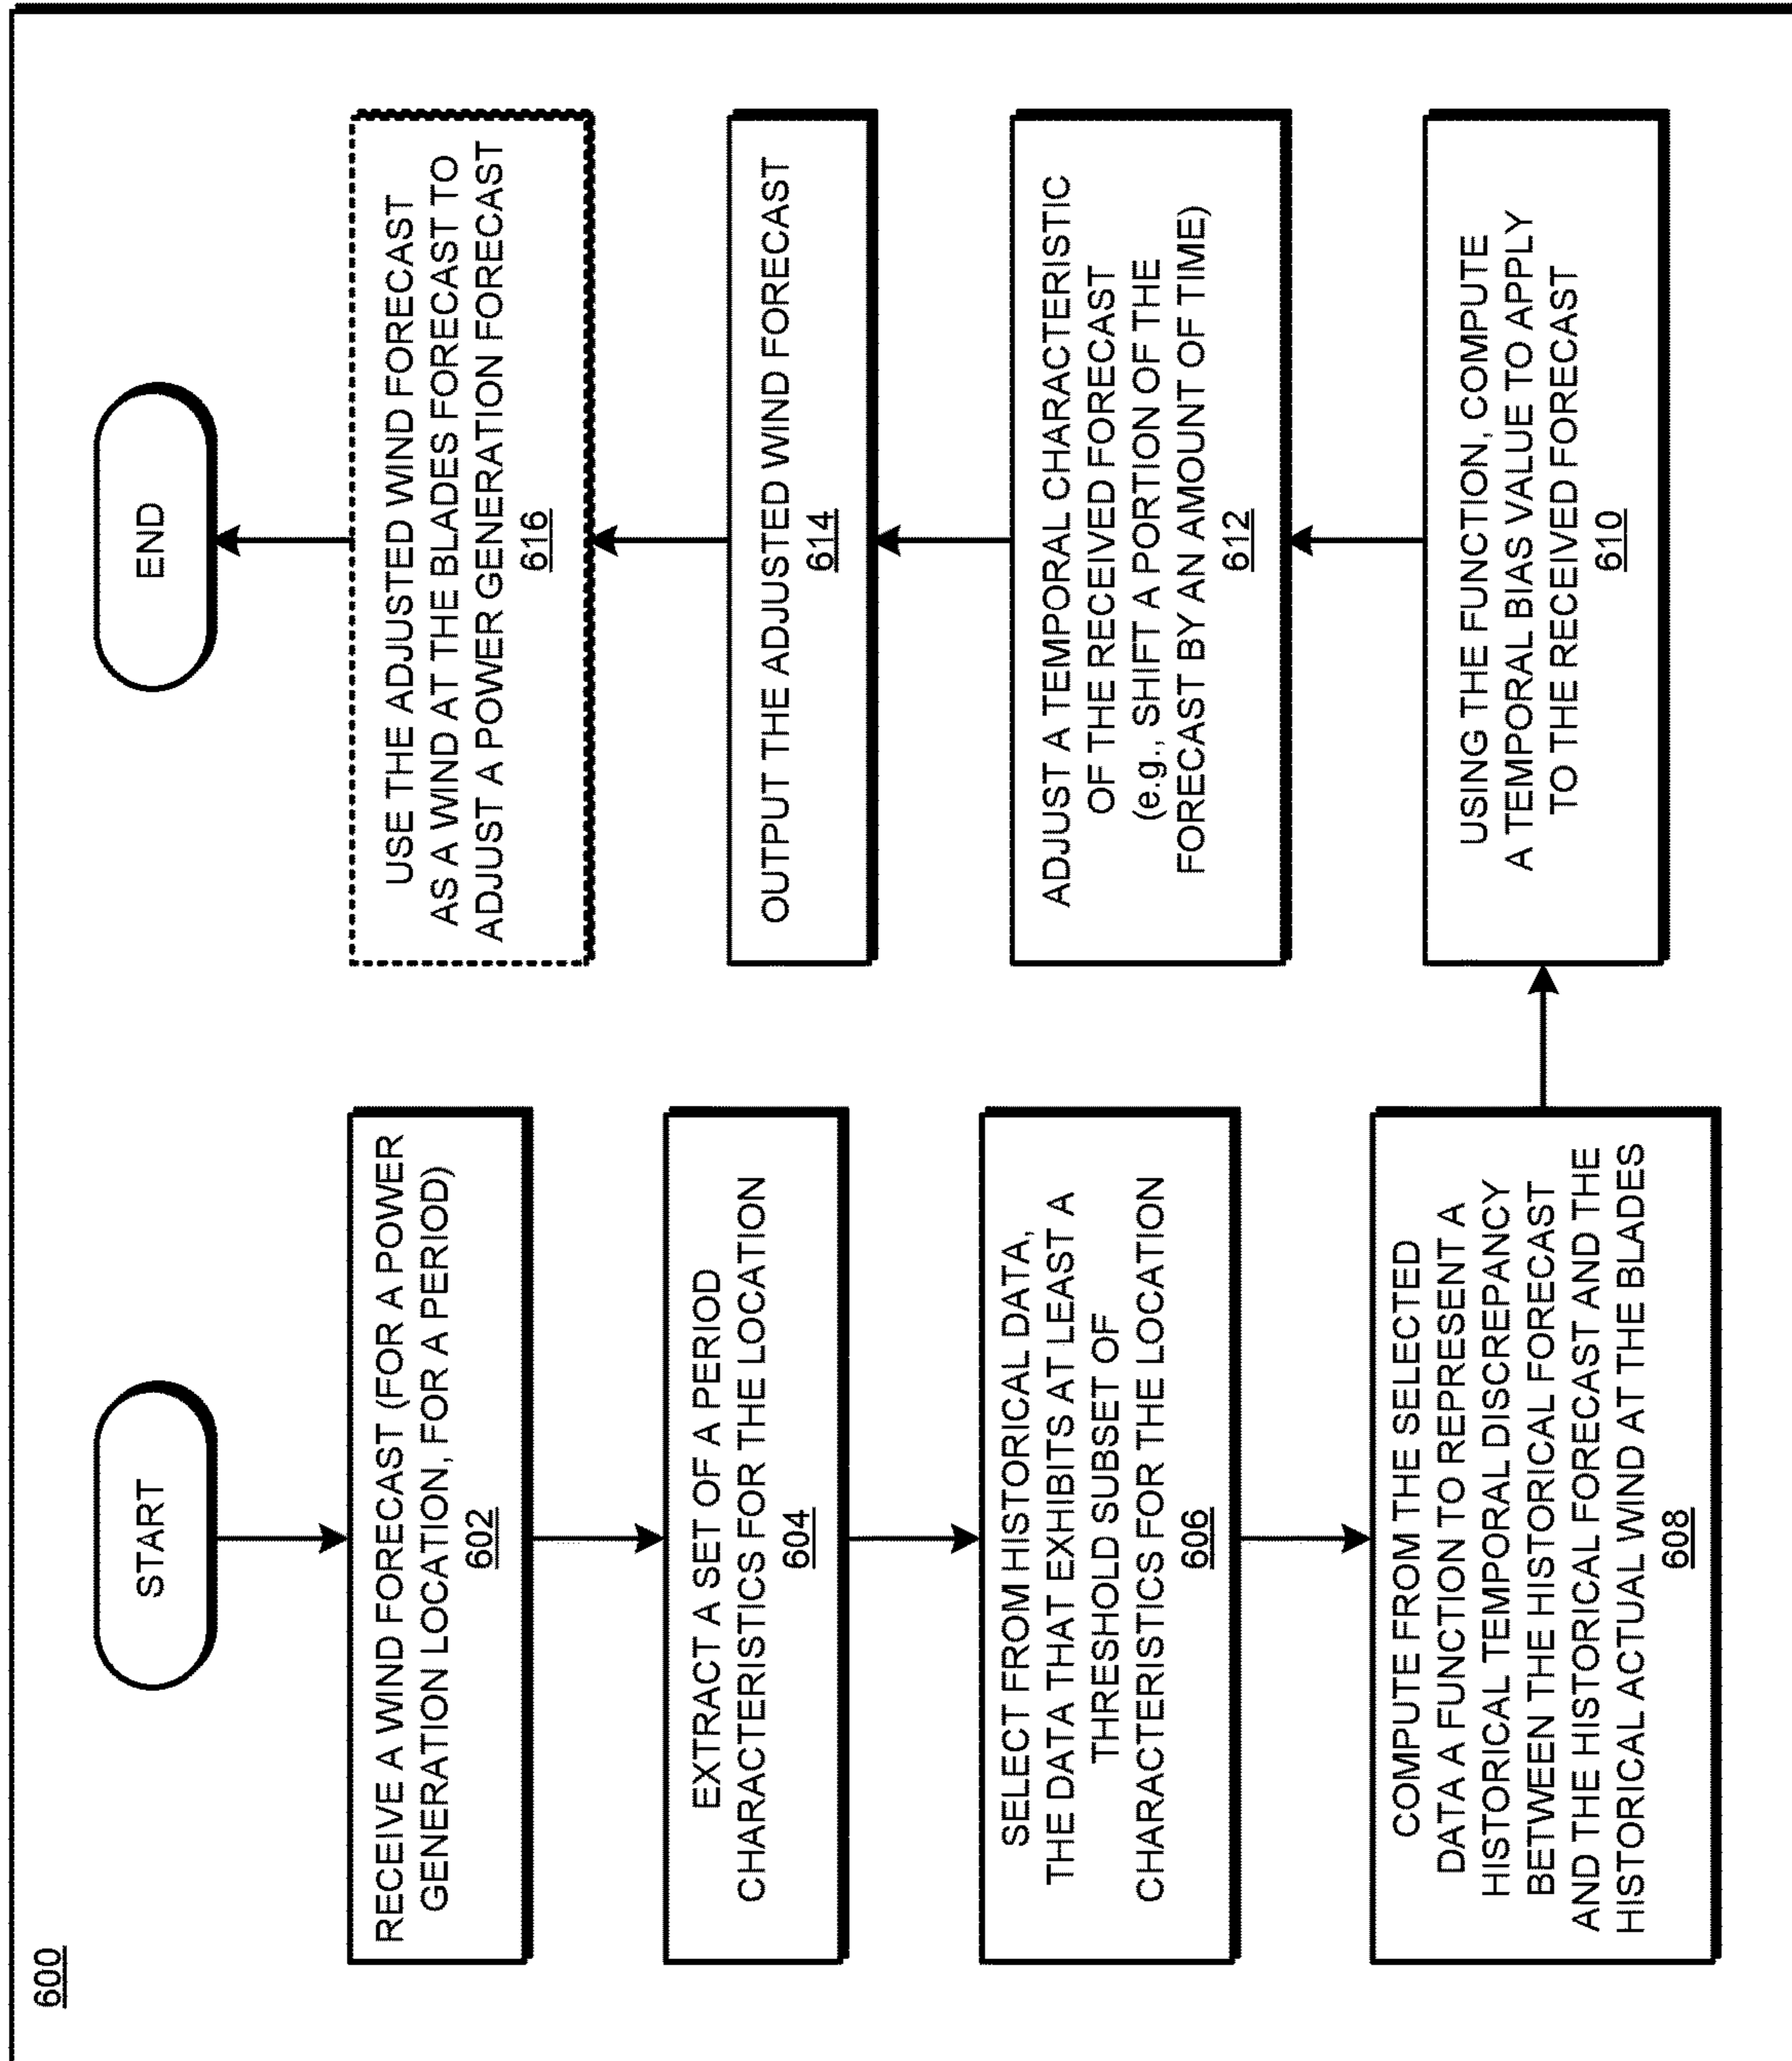 600
START
RECEIVE A WIND FORECAST (FOR A POWER
GENERATION LOCATION, FOR A PERIOD)
602
EXTRACT A SET OF A PERIOD
CHARACTERISTICS FOR THE LOCATION
604
SELECT FROM HISTORICAL DATA,
THE DATA THAT EXHIBITS AT LEAST A
THRESHOLD SUBSET OF
CHARACTERISTICS FOR THE LOCATION
606
COMPUTE FROM THE SELECTED
DATA A FUNCTION TO REPRESENT A
HISTORICAL TEMPORAL DISCREPANCY
BETWEEN THE HISTORICAL FORECAST
AND THE HISTORICAL FORECAST AND THE
HISTORICAL ACTUAL WIND AT THE BLADES
608
USING THE FUNCTION, COMPUTE
A TEMPORAL BIAS VALUE TO APPLY
TO THE RECEIVED FORECAST
610
ADJUST A TEMPORAL CHARACTERISTIC
OF THE RECEIVED FORECAST
(e.g., SHIFT A PORTION OF THE
FORECAST BY AN AMOUNT OF TIME)
612
OUTPUT THE ADJUSTED WIND FORECAST
614
USE THE ADJUSTED WIND FORECAST
AS A WIND AT THE BLADES FORECAST TO
ADJUST A POWER GENERATION FORECAST
616
END